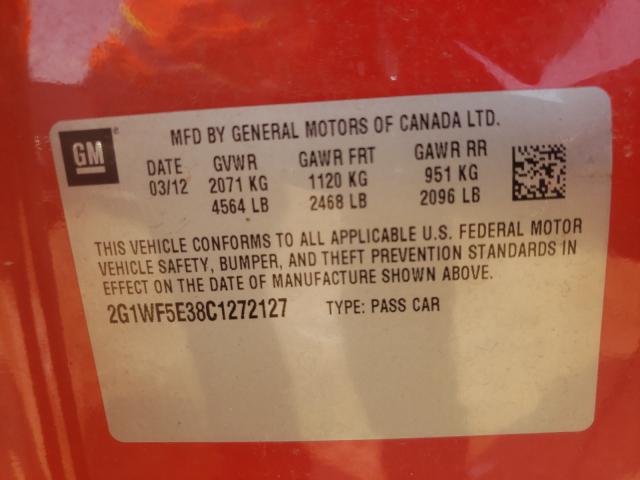 GM ®
MFD BY GENERAL MOTORS OF CANADA LTD.
DATE GVWR GAWR FRT GAWR RR
03/12 2071 KG 1120 KG 951 KG
4564 LB 2468 LB 2096 LB
THIS VEHICLE CONFORMS TO ALL APPLICABLE U.S. FEDERAL MOTOR
VEHICLE SAFETY, BUMPER, AND THEFT PREVENTION STANDARDS IN
EFFECT ON THE DATE OF MANUFACTURE SHOWN ABOVE.
2G1WF5E38C1272127 TYPE: PASS CAR